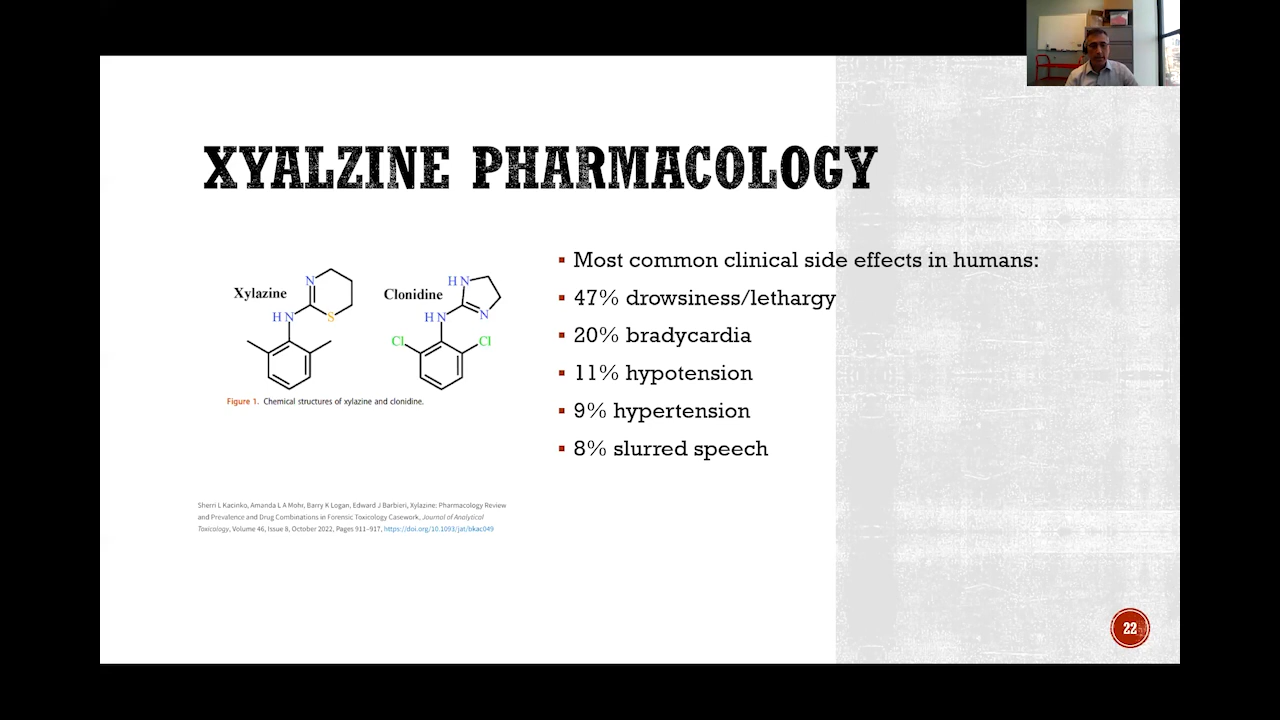 XYALZINE PHARMACOLOGY
Xylazine
N
HN
S
Clonidine
HN
N
HN
Cl
Cl
Figure 1. Chemical structures of xylazine and clonidine.
Most common clinical side effects in humans:
47% drowsiness/lethargy
20% bradycardia
11% hypotension
9% hypertension
8% slurred speech
Sherri L Kacinko, Amanda L A Mohr, Barry K Logan, Edward J Barbieri, Xylazine: Pharmacology Review
and Prevalence and Drug Combinations in Forensic Toxicology Casework, Journal of Analytical
Toxicology, Volume 46, Issue 8, October 2022, Pages 911–917, https://doi.org/10.1093/jat/bkac049
22